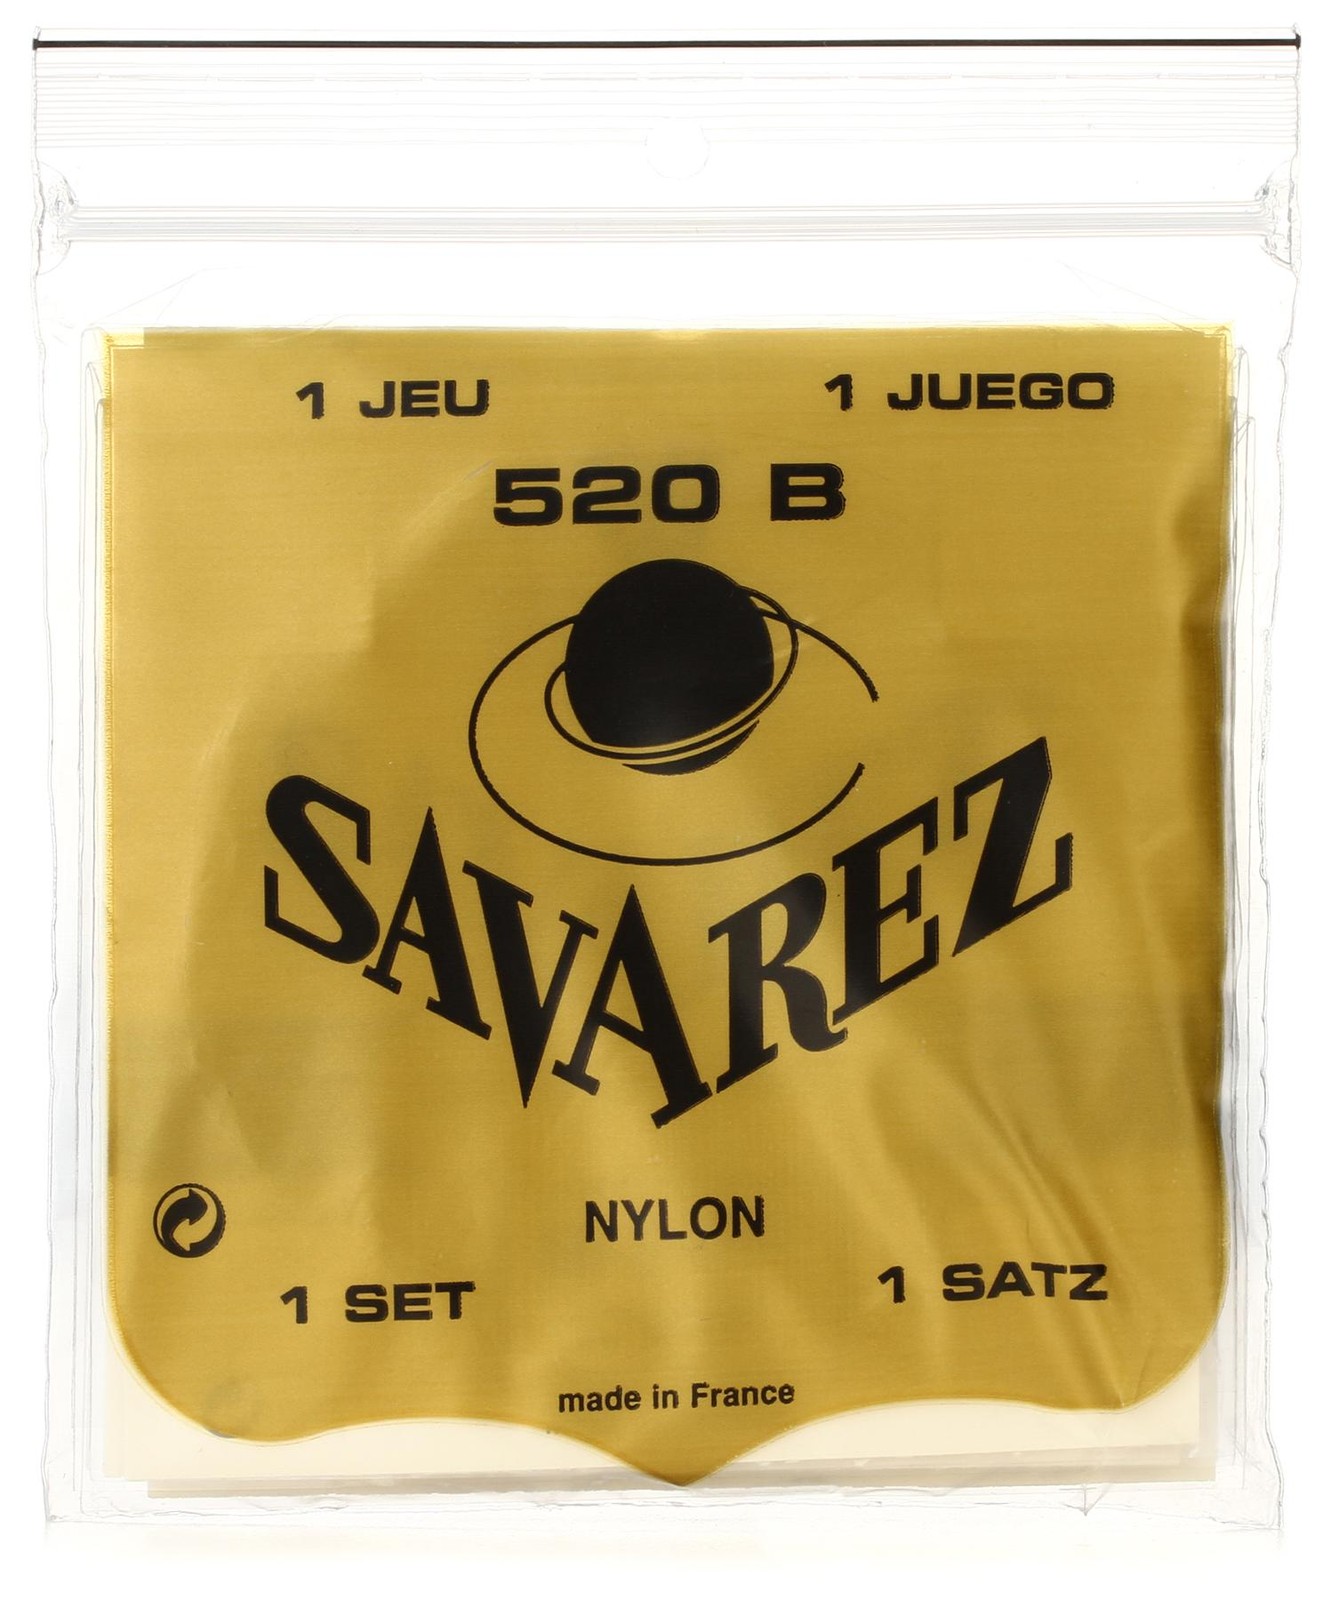 1 JEU 1 JUEGO
520 B
SAVAREZ
NYLON
1 SET 1 SATZ
made in France